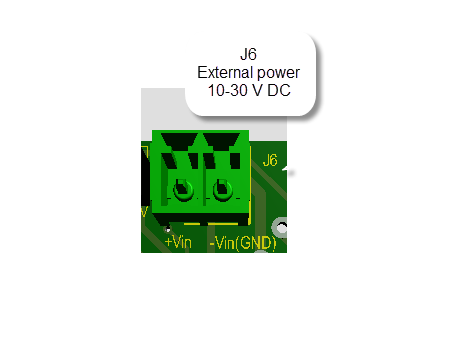 J6
External power
10-30 V DC
J6
V
+Vin
-Vin(GND)